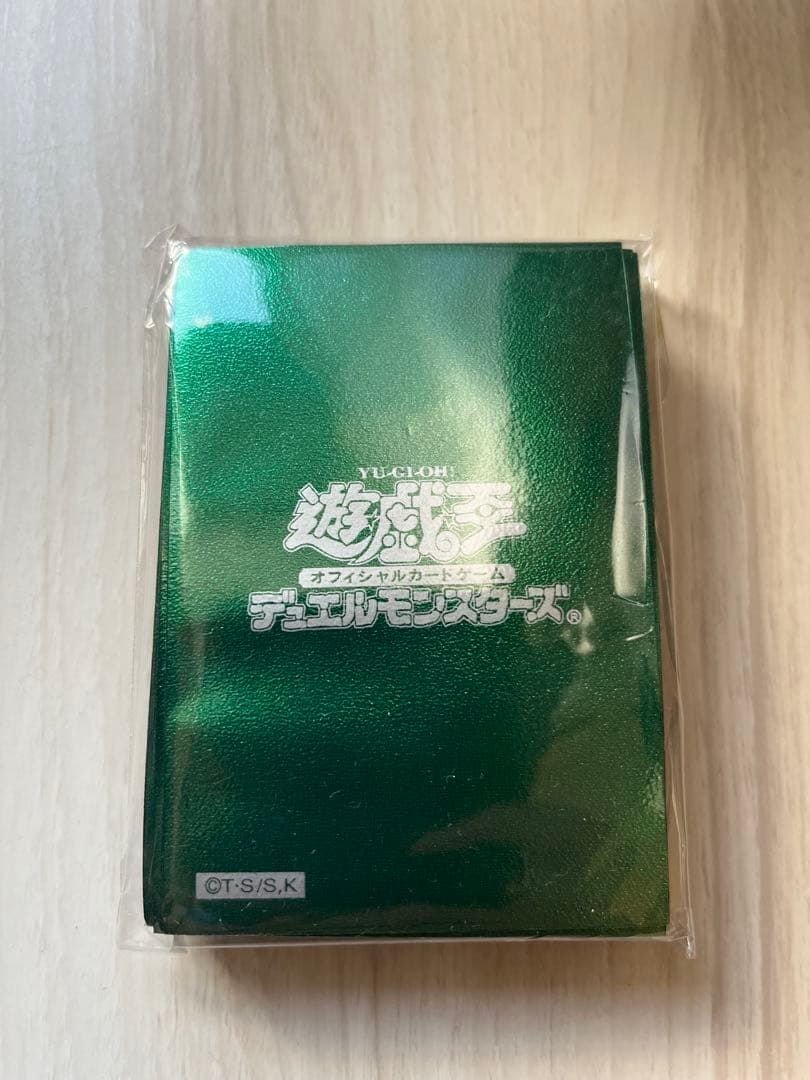 YU-GI-OH!
遊戯王
オフィシャルカードゲーム
デュエルモンスターズ®
©T·S/S,K